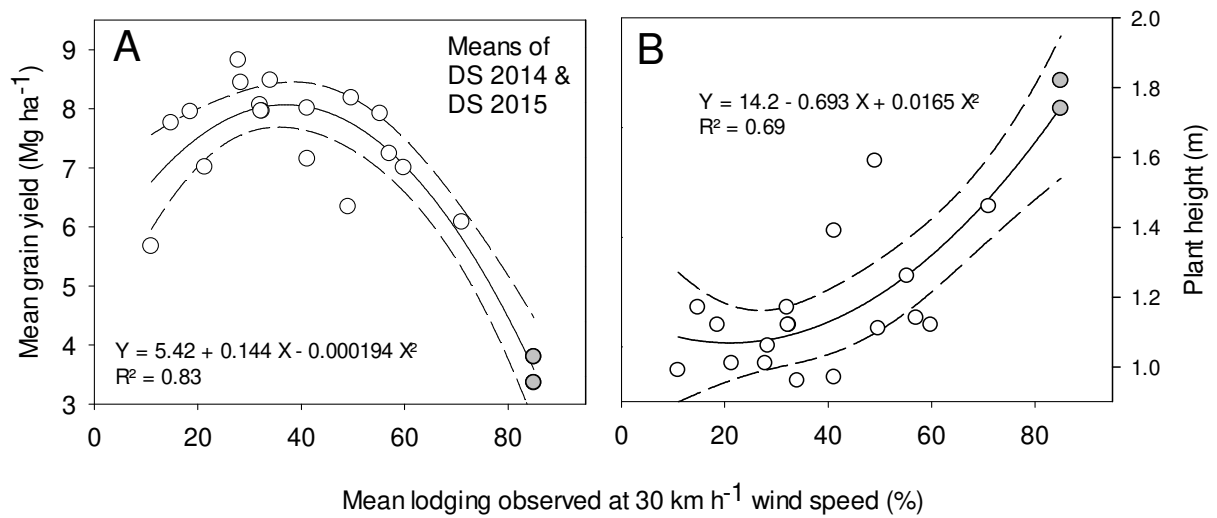 A
Means of
DS 2014 &
DS 2015
Y = 5.42 + 0.144 X - 0.000194 X²
R² = 0.83
Mean grain yield (Mg ha⁻¹)
9
8
7
6
5
4
3
0 20 40 60 80
B
Y = 14.2 - 0.693 X + 0.0165 X²
R² = 0.69
Plant height (m)
2.0
1.8
1.6
1.4
1.2
1.0
0 20 40 60 80
Mean lodging observed at 30 km h⁻¹ wind speed (%)